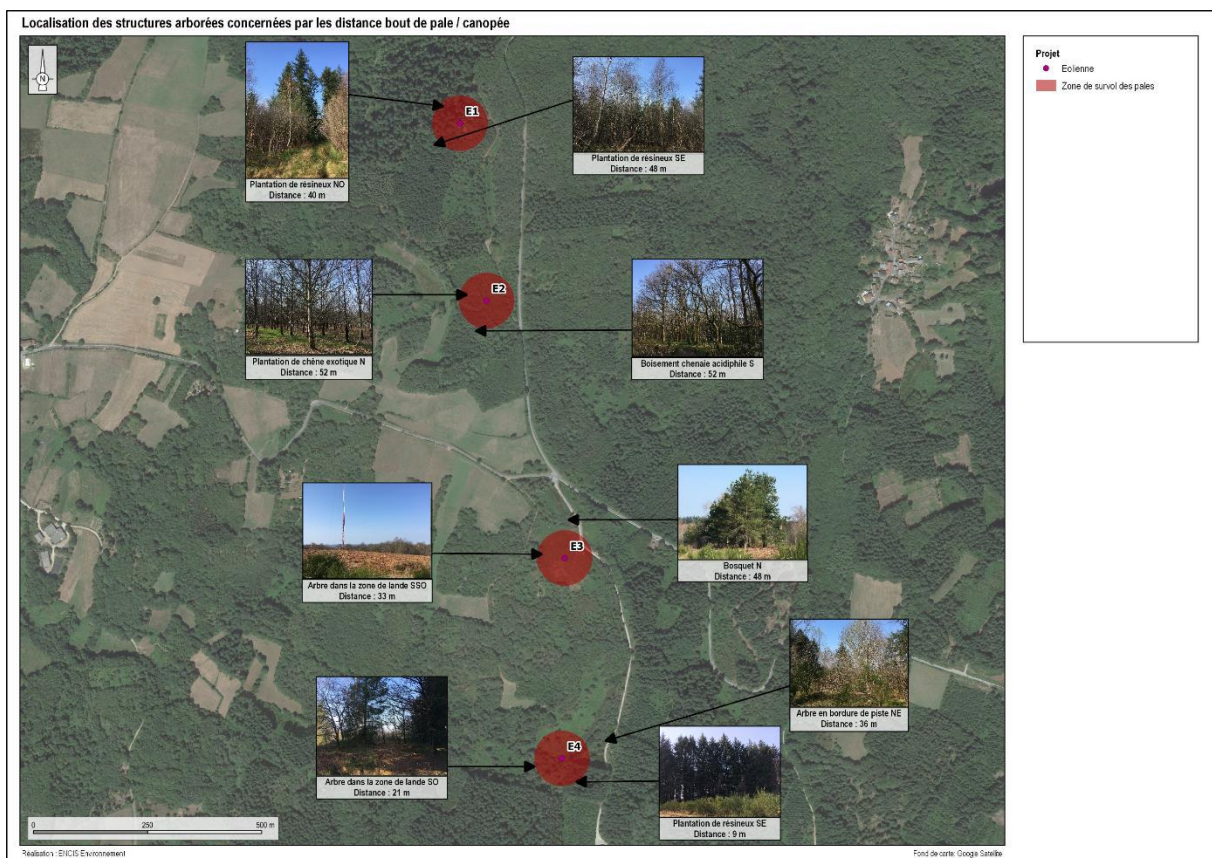 Localisation des structures arborées concernées par les distance bout de pale / canopée
N
Projet
Eolienne
Zone de survol des pales
E1
Plantation de résineux NO
Distance : 40 m
Plantation de résineux SE
Distance : 48 m
E2
Plantation de chêne exotique N
Distance : 52 m
Boisement chenaie acidiphile S
Distance : 52 m
E3
Arbre dans la zone de lande SSO
Distance : 33 m
Bosquet N
Distance : 48 m
Arbre en bordure de piste NE
Distance : 36 m
E4
Arbre dans la zone de lande SO
Distance : 21 m
Plantation de résineux SE
Distance : 9 m
0 250 500 m
Réalisation : ENCIS Environnement
Fond de carte: Google Satellite